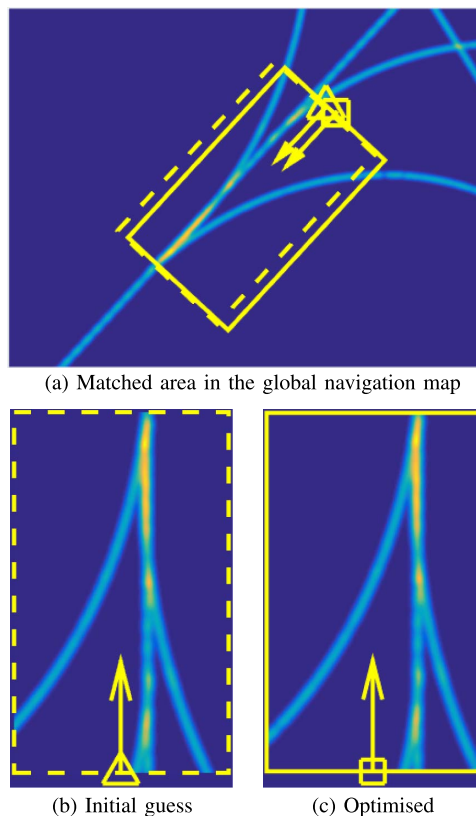 (a) Matched area in the global navigation map
(b) Initial guess
(c) Optimised